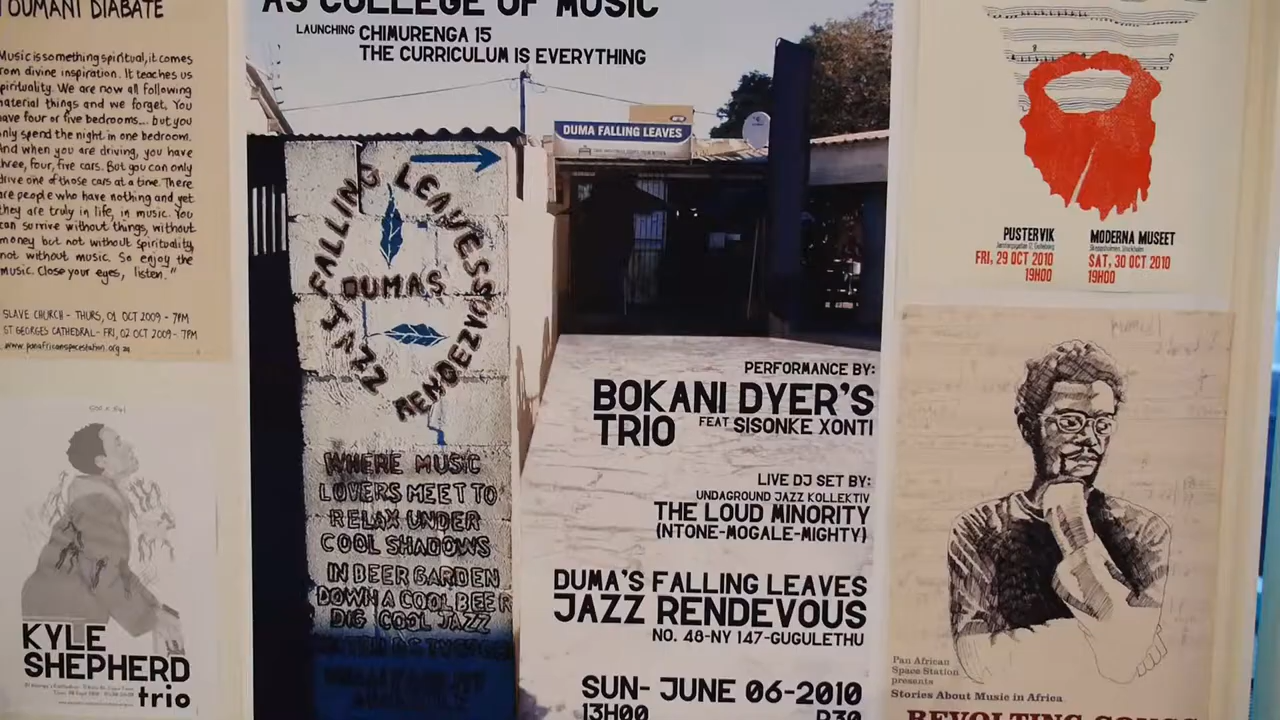 TOUMANI DIABATE
Music is something spiritual, it comes
from divine inspiration. It teaches us
spirituality. We are now all following
material things and we forget. You
have four or five bedrooms... but you
only spend the night in one bedroom.
And when you are driving, you have
three, four, five cars. But you can only
drive one of those cars at a time. There
are people who have nothing and yet
they are truly in life, in music. You
can survive without things, without
money but not without spirituality,
not without music. So enjoy the
music. Close your eyes, listen."
SLAVE CHURCH - THURS, 01 OCT 2009 - 7PM
ST GEORGES CATHEDRAL - FRI, 02 OCT 2009 - 7PM
www.panafricanspacestation.org.za
KYLE
SHEPHERD
trio
AS COLLEGE OF MUSIC
LAUNCHING CHIMURENGA 15
THE CURRICULUM IS EVERYTHING
DUMA FALLING LEAVES
FALLING LEAVES
DUMAS
JAZZ RENDEZVOUS
WHERE MUSIC
LOVERS MEET TO
RELAX UNDER
COOL SHADOWS
IN BEER GARDEN
DOWN A COOL BEER
DIG COOL JAZZ
PERFORMANCE BY:
BOKANI DYER'S
TRIO FEAT SISONKE XONTI
LIVE DJ SET BY:
UNDAGROUND JAZZ KOLLEKTIV
THE LOUD MINORITY
(NTONE-MOGALE-MIGHTY)
DUMA'S FALLING LEAVES
JAZZ RENDEVOUS
NO. 48-NY 147-GUGULETHU
SUN- JUNE 06-2010
13H00 R30
PUSTERVIK
FRI, 29 OCT 2010
19H00
MODERNA MUSEET
SAT, 30 OCT 2010
19H00
Pan African
Space Station
presents
Stories About Music in Africa
REVOLTING SONGS